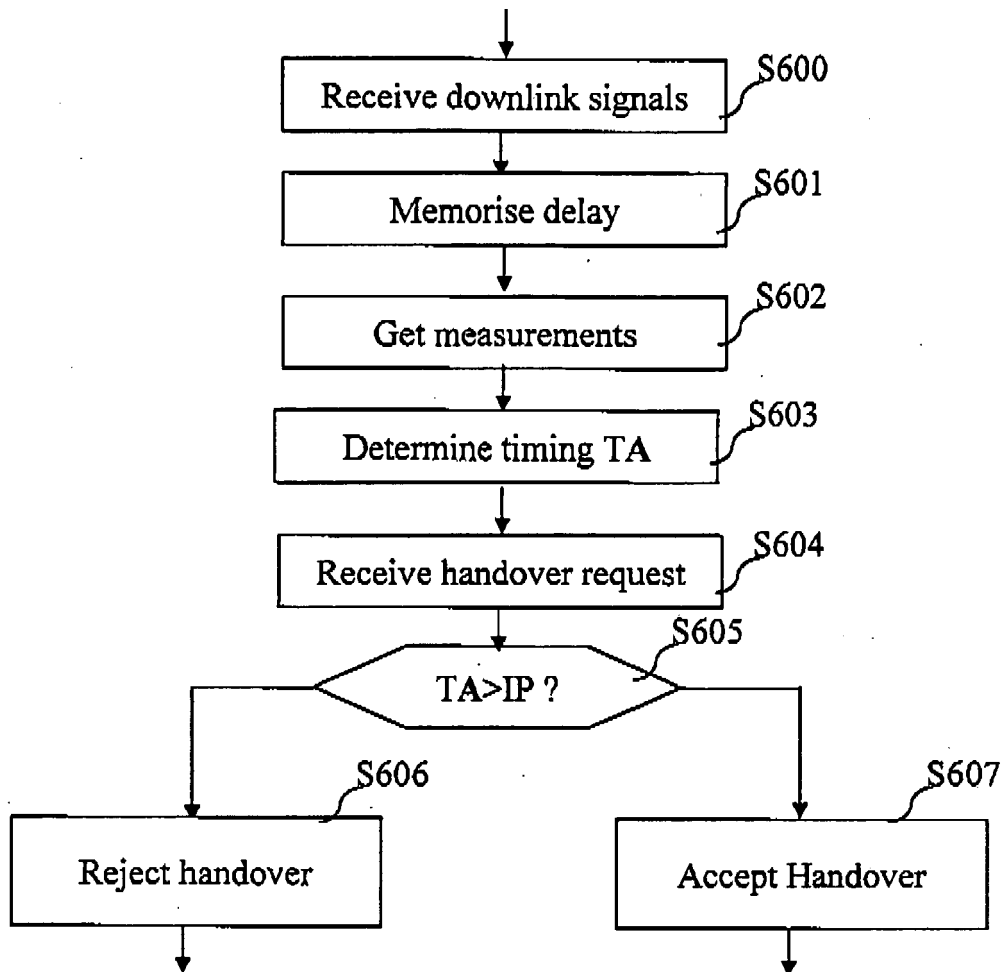 S600
Receive downlink signals
S601
Memorise delay
S602
Get measurements
S603
Determine timing TA
S604
Receive handover request
S605
TA>IP ?
S606
Reject handover
S607
Accept Handover